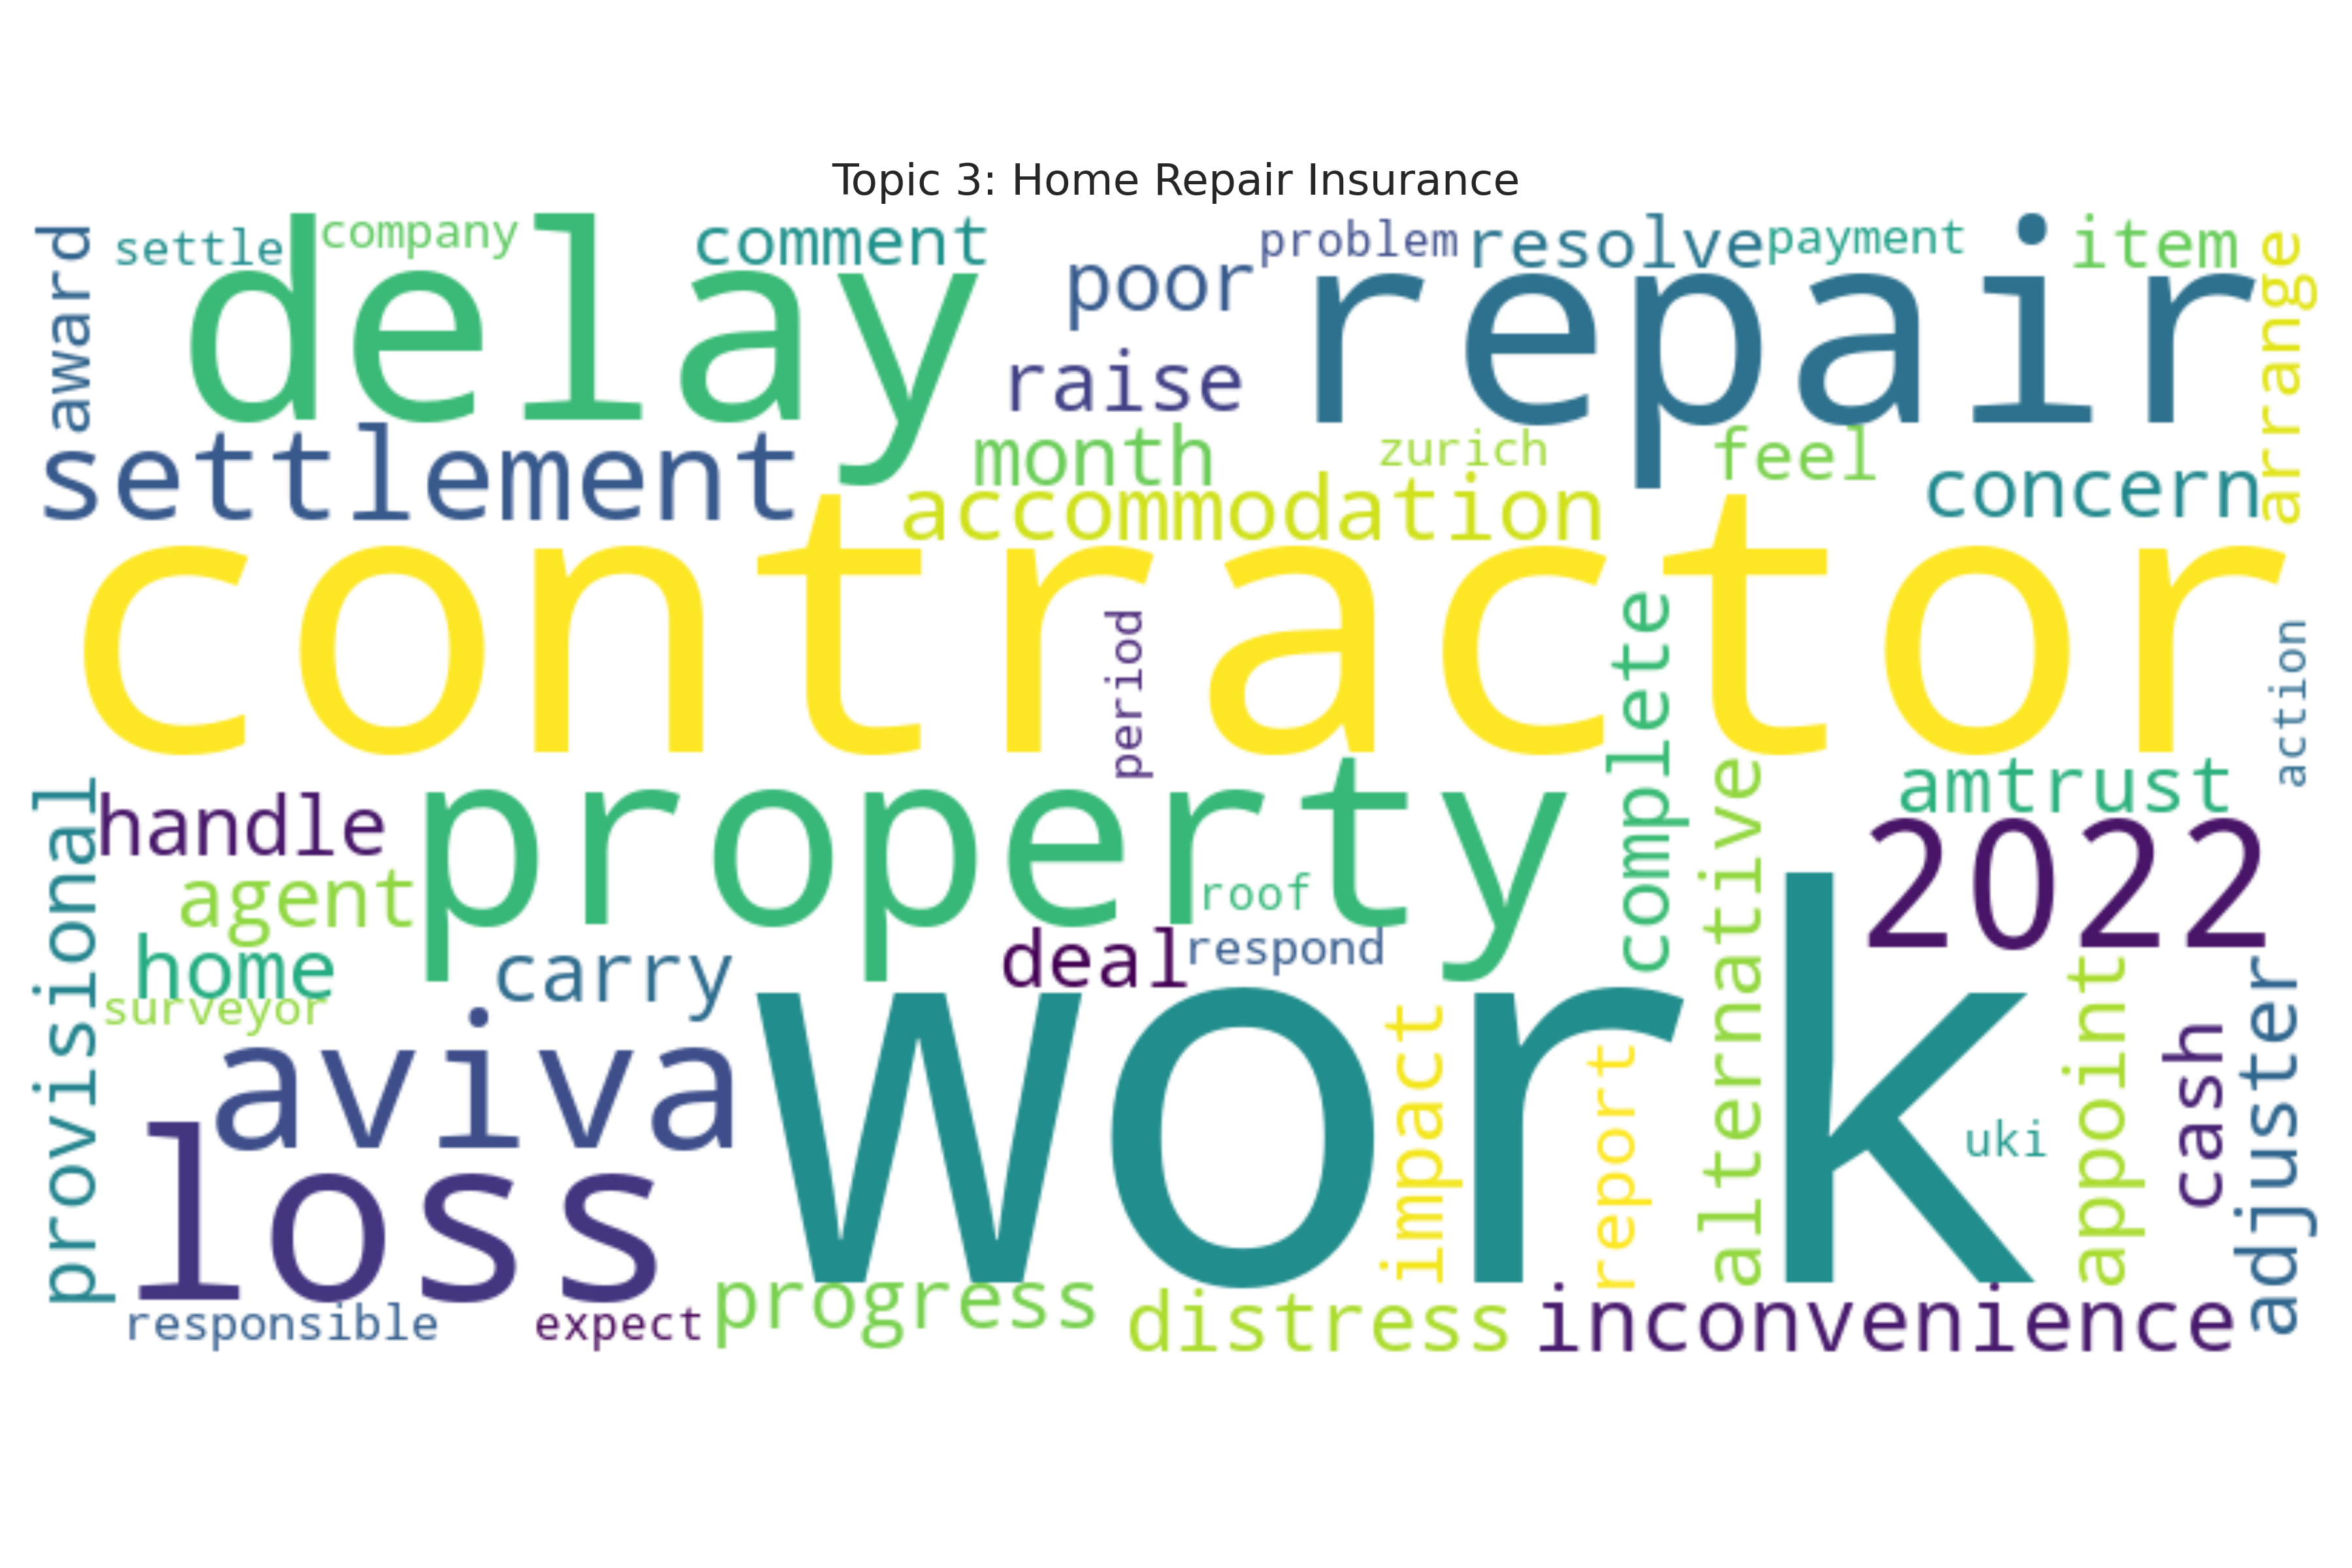 Topic 3: Home Repair Insurance
award
settle
company
delay
comment
poor
problem
resolve
payment
item
repair
arrange
raise
settlement
month
zurich
feel
concern
accommodation
contractor
period
complete
action
provisional
handle
property
alternative
amtrust
2022
agent
roof
home
carry
deal
respond
surveyor
aviva
work
loss
impact
report
uki
appoint
cash
adjuster
responsible
expect
progress
distress
inconvenience